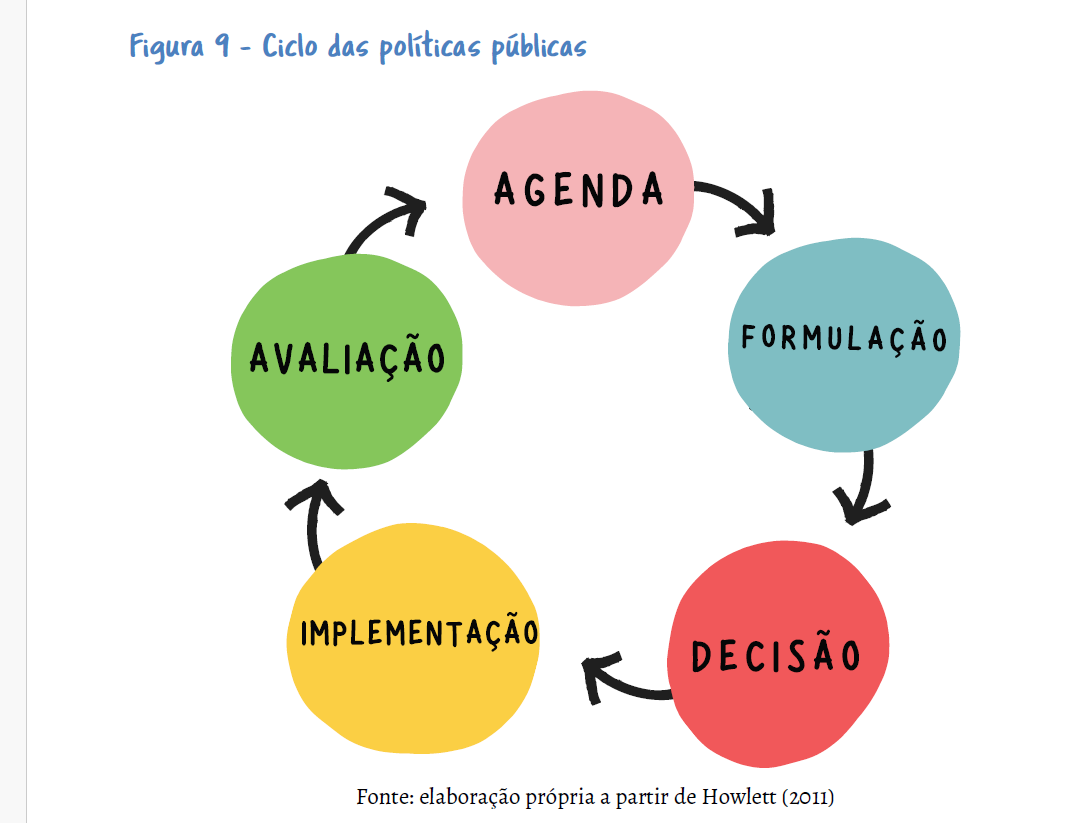 Figura 9 - Ciclo das políticas públicas
AGENDA
FORMULAÇÃO
DECISÃO
IMPLEMENTAÇÃO
AVALIAÇÃO
Fonte: elaboração própria a partir de Howlett (2011)